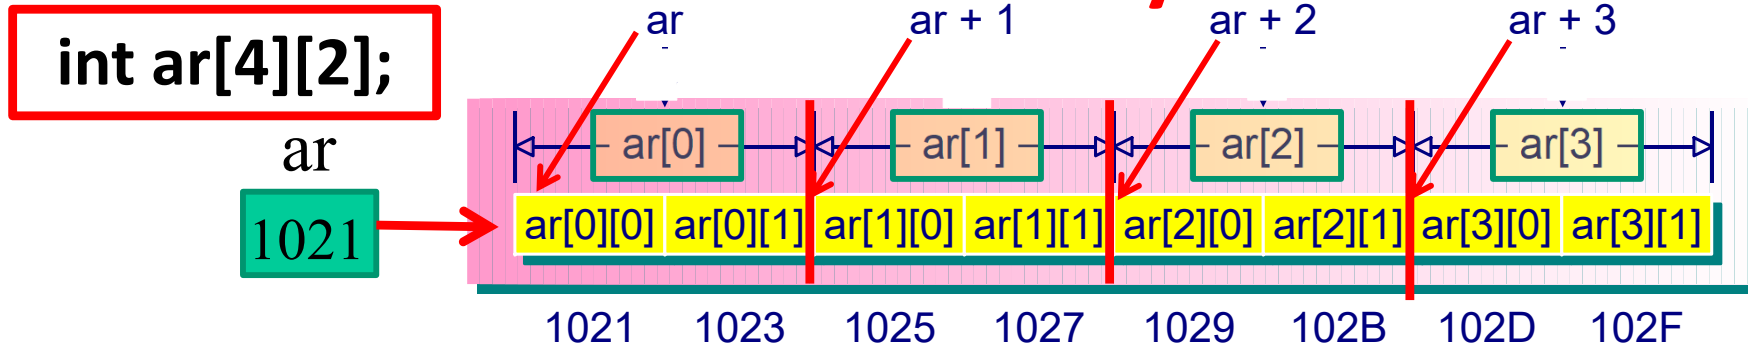 int ar[4][2];
ar ar + 1 ar + 2 ar + 3
ar
ar[0] ar[1] ar[2] ar[3]
1021
ar[0][0] ar[0][1] ar[1][0] ar[1][1] ar[2][0] ar[2][1] ar[3][0] ar[3][1]
1021 1023 1025 1027 1029 102B 102D 102F